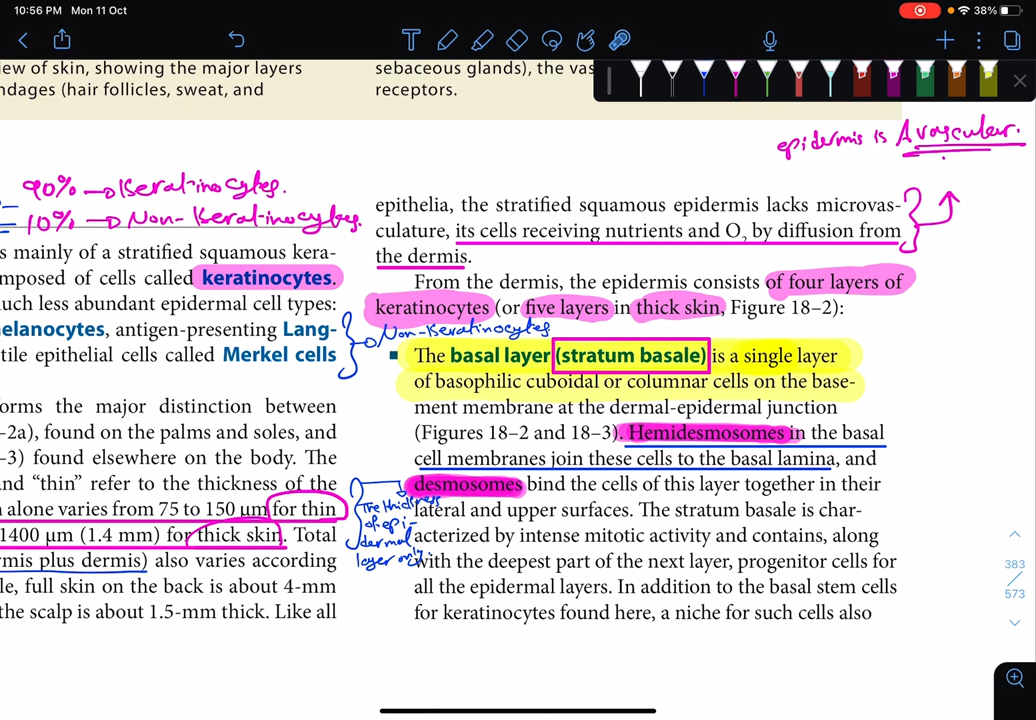 10:56 PM Mon 11 Oct
38%
T
ew of skin, showing the major layers
ndages (hair follicles, sweat, and
sebaceous glands), the vas
receptors.
epidermis is Avascular.
90% → Keratinocytes.
10% → Non-Keratinocytes.
s mainly of stratified squamous kera-
mposed of cells called keratinocytes.
uch less abundant epidermal cell types:
elanocytes, antigen-presenting Lang-
tile epithelial cells called Merkel cells
Non-Keratinocytes
orms the major distinction between
-2a), found on the palms and soles, and
-3) found elsewhere on the body. The
and “thin” refer to the thickness of the
alone varies from 75 to 150 μm for thin
1400 μm (1.4 mm) for thick skin. Total
rmis plus dermis) also varies according
le, full skin on the back is about 4-mm
the scalp is about 1.5-mm thick. Like all
The thickness
of epi-
dermal
layer only
epithelia, the stratified squamous epidermis lacks microvas-
culature, its cells receiving nutrients and O2 by diffusion from
the dermis.
From the dermis, the epidermis consists of four layers of
keratinocytes (or five layers in thick skin, Figure 18–2):
■ The basal layer (stratum basale) is a single layer
of basophilic cuboidal or columnar cells on the base-
ment membrane at the dermal-epidermal junction
(Figures 18–2 and 18–3). Hemidesmosomes in the basal
cell membranes join these cells to the basal lamina, and
desmosomes bind the cells of this layer together in their
lateral and upper surfaces. The stratum basale is char-
acterized by intense mitotic activity and contains, along
with the deepest part of the next layer, progenitor cells for
all the epidermal layers. In addition to the basal stem cells
for keratinocytes found here, a niche for such cells also
383
573